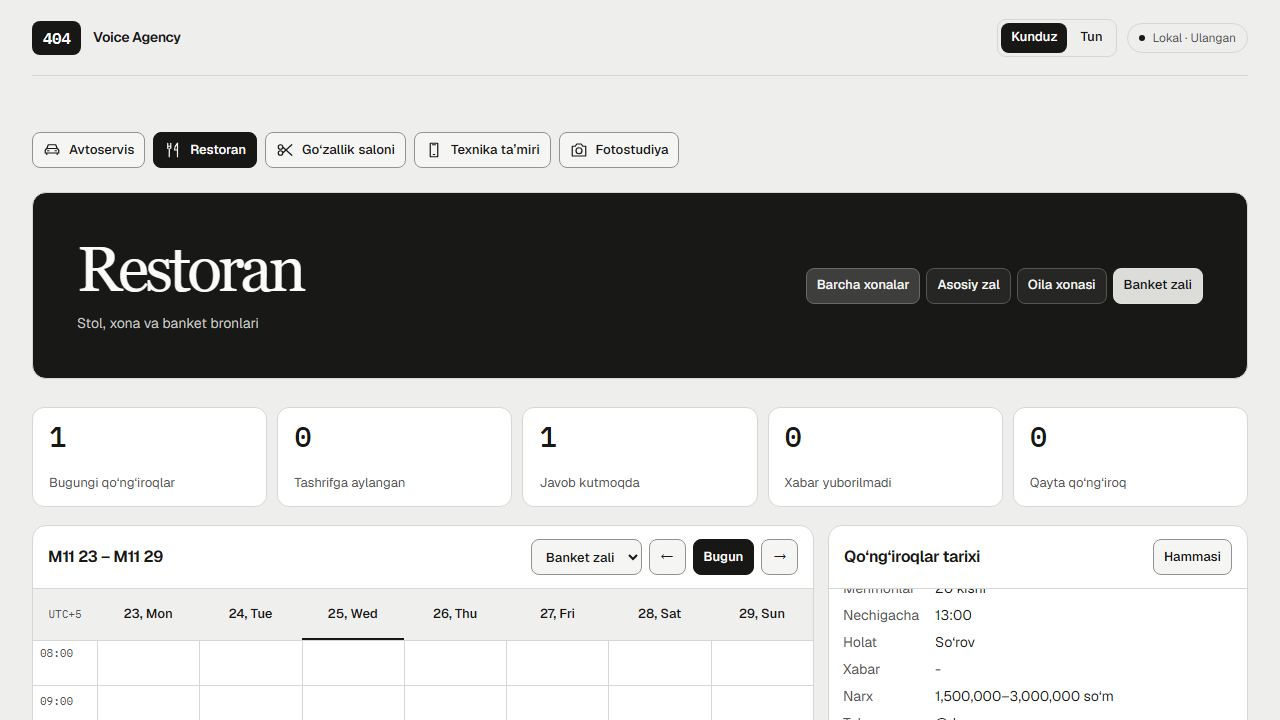 404 Voice Agency
Kunduz Tun Lokal · Ulangan
Avtoservis Restoran Go‘zallik saloni Texnika ta’miri Fotostudiya
Restoran
Stol, xona va banket bronlari
Barcha xonalar Asosiy zal Oila xonasi Banket zali
1 0 1 0 0
Bugungi qo‘ng‘iroqlar Tashrifga aylangan Javob kutmoqda Xabar yuborilmadi Qayta qo‘ng‘iroq
M11 23 – M11 29 Banket zali ← Bugun →
UTC+5 23, Mon 24, Tue 25, Wed 26, Thu 27, Fri 28, Sat 29, Sun
08:00
09:00
Qo‘ng‘iroqlar tarixi Hammasi
Mehmonlar 20 kishi
Nechigacha 13:00
Holat So‘rov
Xabar -
Narx 1,500,000–3,000,000 so‘m